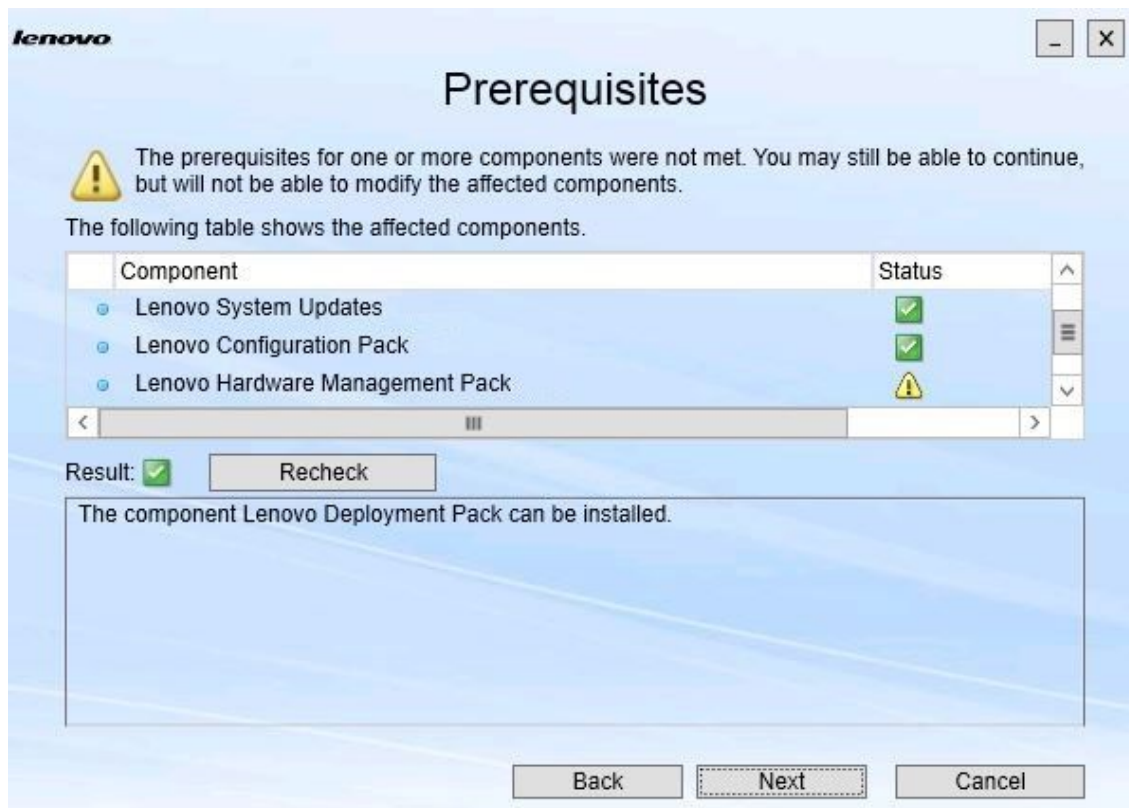 lenovo
Prerequisites
The prerequisites for one or more components were not met. You may still be able to continue,
but will not be able to modify the affected components.
The following table shows the affected components.
Component Status
Lenovo System Updates
Lenovo Configuration Pack
Lenovo Hardware Management Pack
Result: Recheck
The component Lenovo Deployment Pack can be installed.
Back Next Cancel